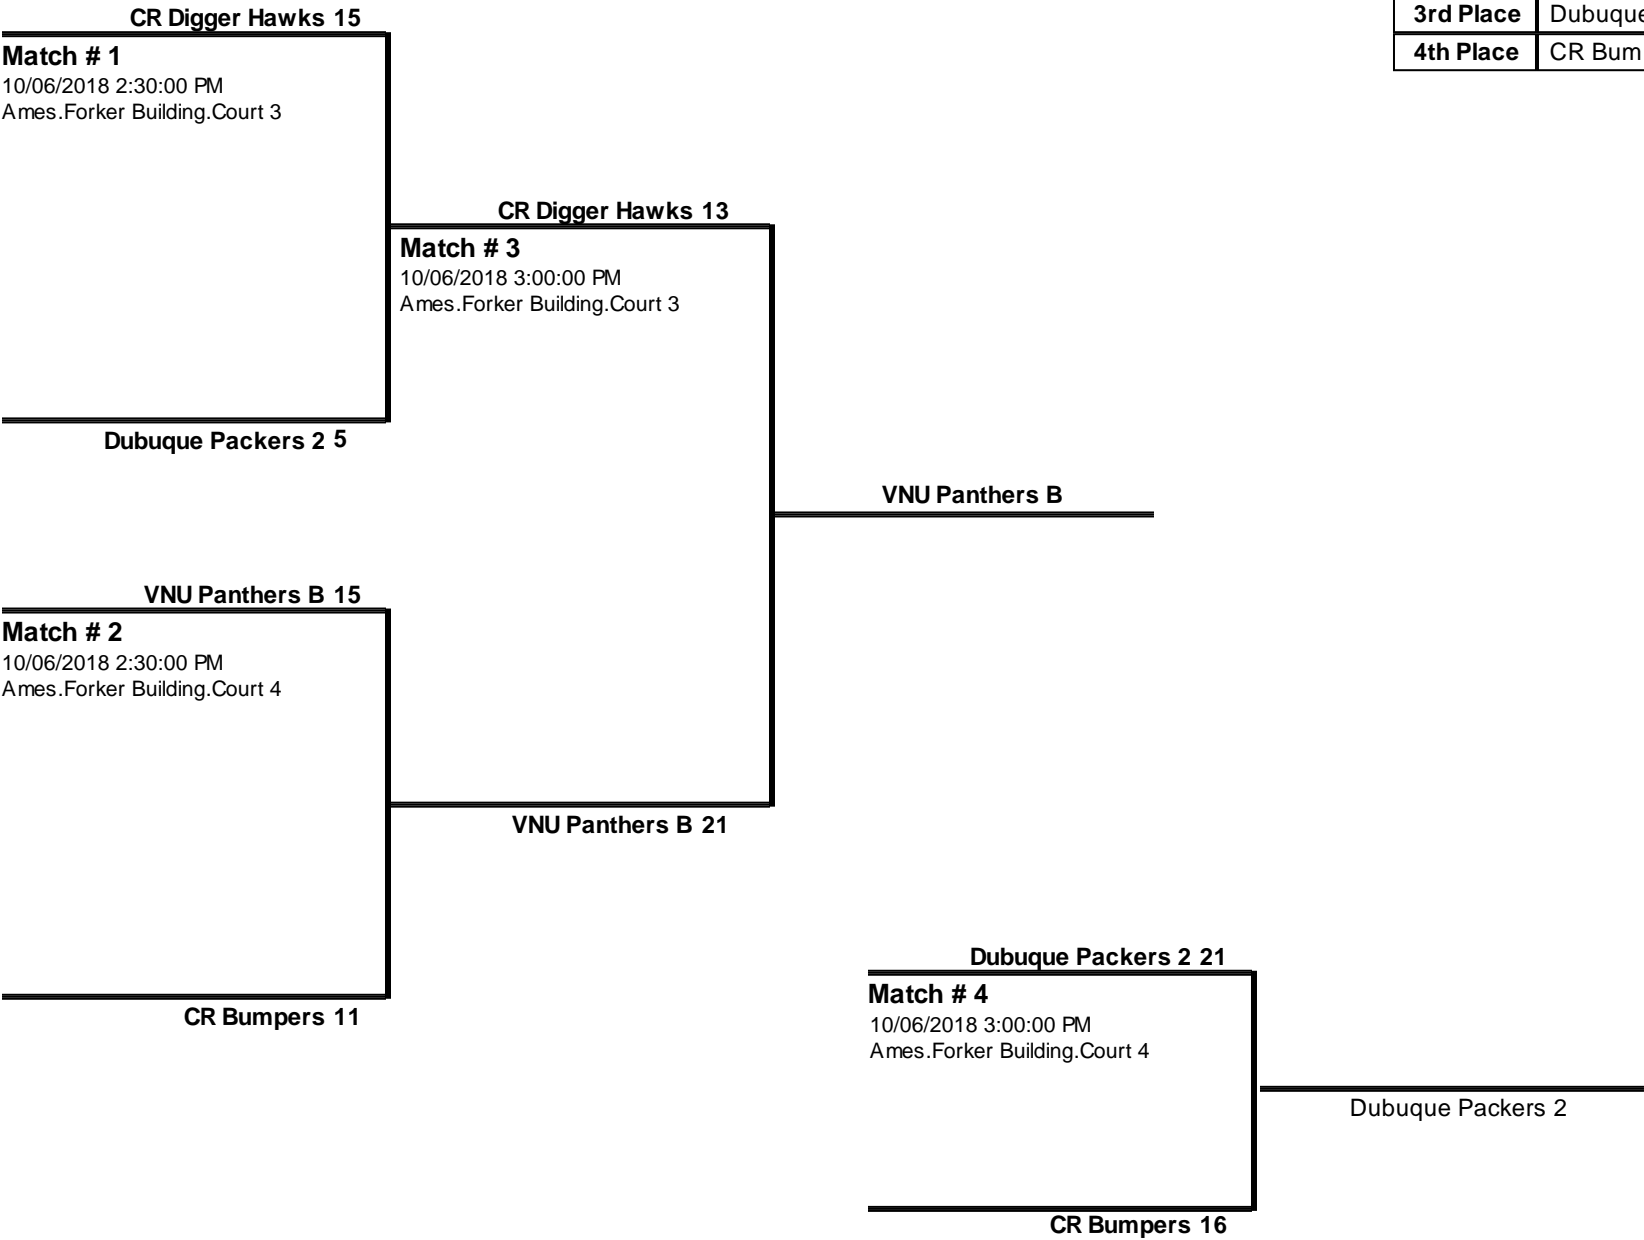 CR Digger Hawks 15
3rd Place Dubuque
4th Place CR Bum
Match # 1
10/06/2018 2:30:00 PM
Ames.Forker Building.Court 3
CR Digger Hawks 13
Match # 3
10/06/2018 3:00:00 PM
Ames.Forker Building.Court 3
Dubuque Packers 2 5
VNU Panthers B
VNU Panthers B 15
Match # 2
10/06/2018 2:30:00 PM
Ames.Forker Building.Court 4
VNU Panthers B 21
Dubuque Packers 2 21
Match # 4
10/06/2018 3:00:00 PM
Ames.Forker Building.Court 4
CR Bumpers 11
Dubuque Packers 2
CR Bumpers 16